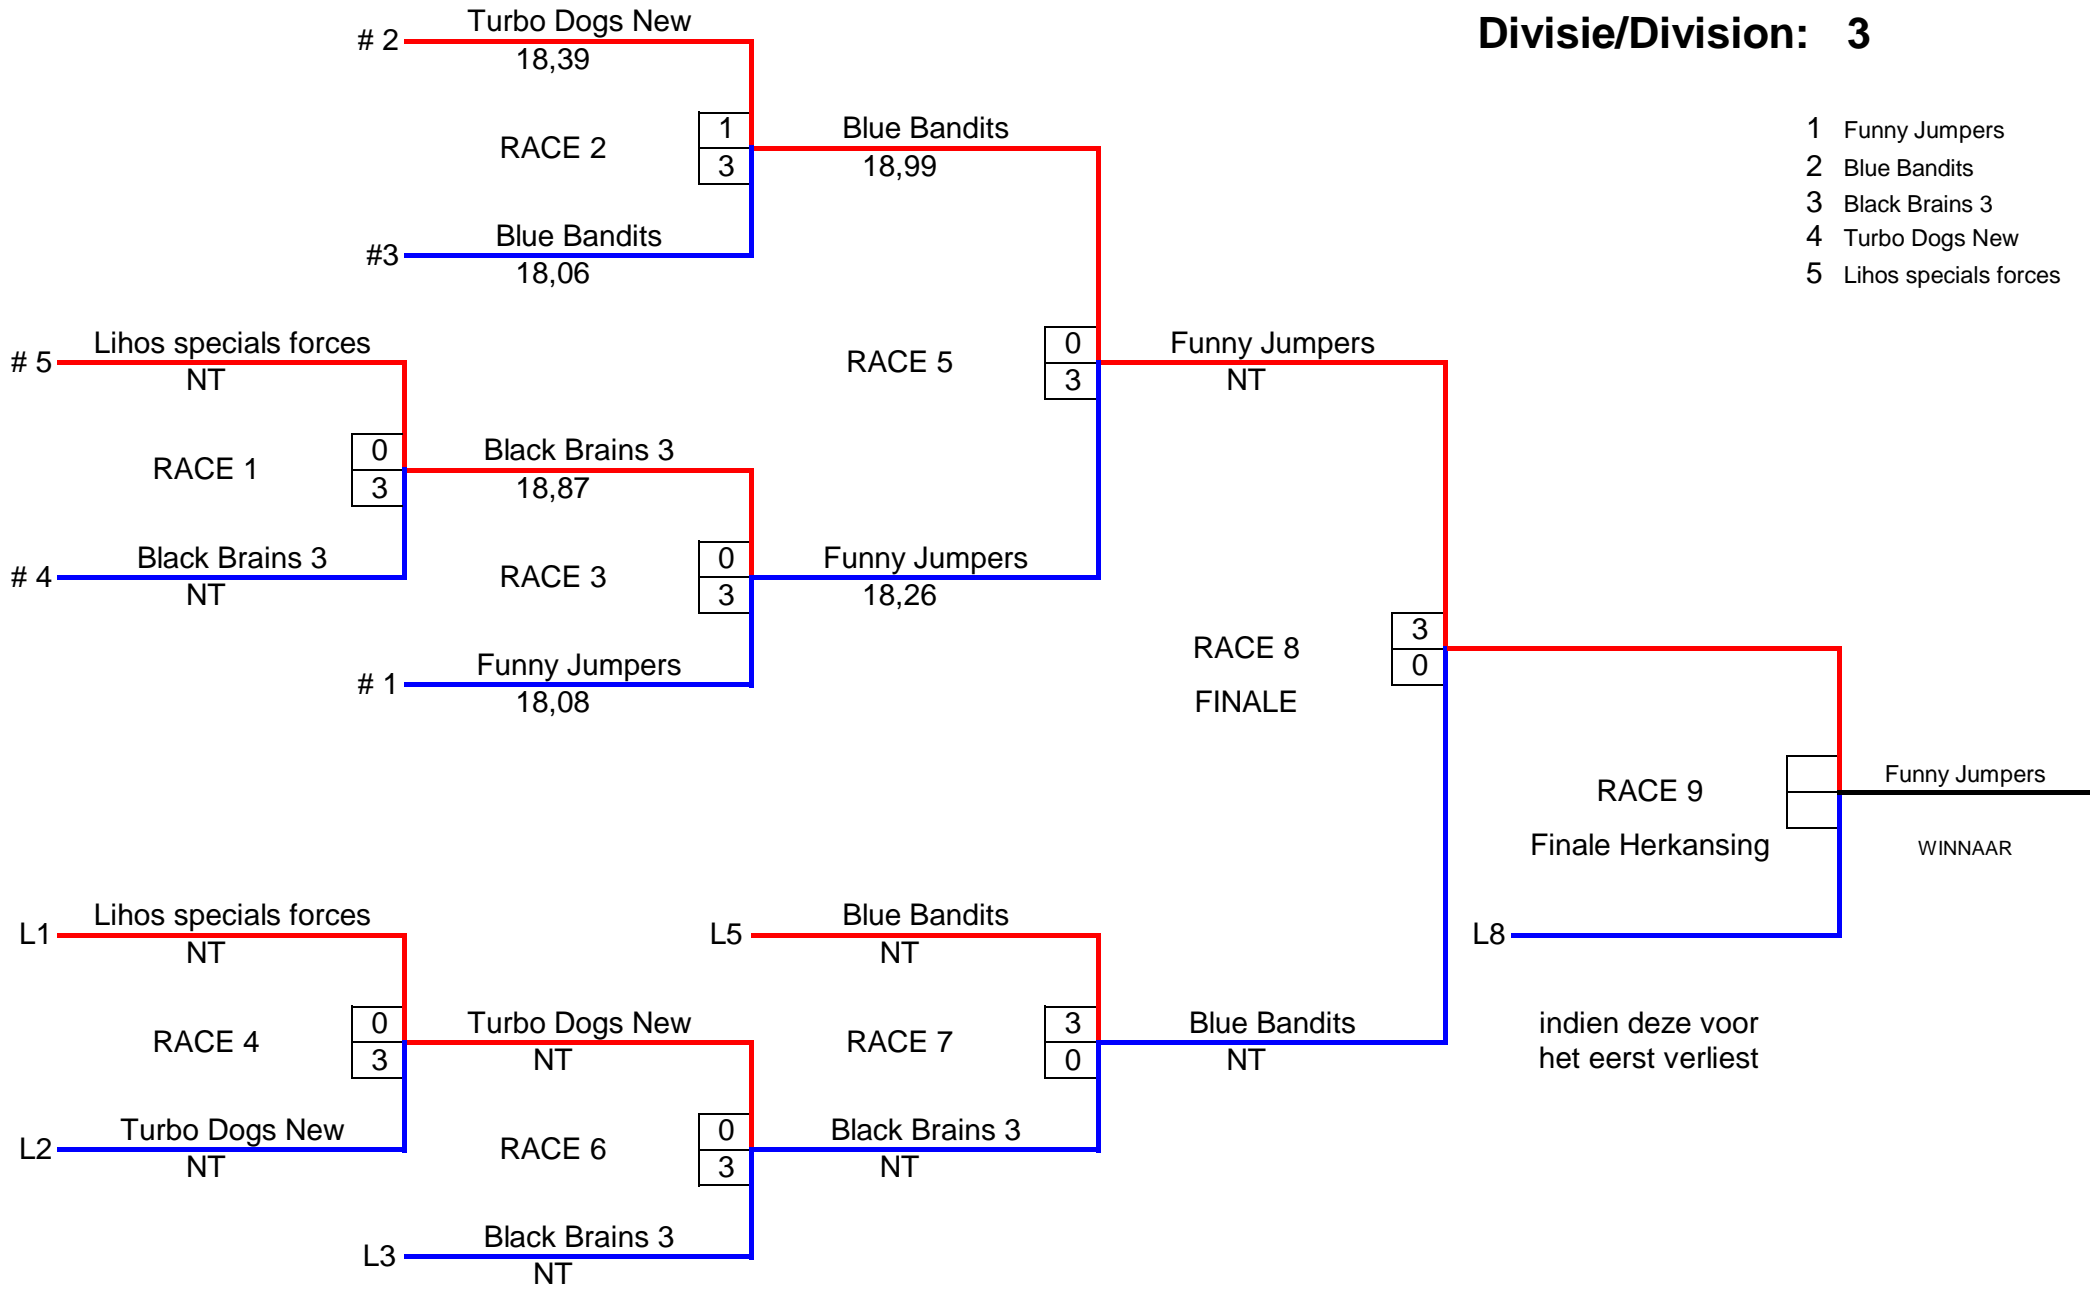 Divisie/Division: 3
1 Funny Jumpers
2 Blue Bandits
3 Black Brains 3
4 Turbo Dogs New
5 Lihos specials forces
# 2
Turbo Dogs New
18,39
RACE 2
1
3
#3
Blue Bandits
18,06
Blue Bandits
18,99
# 5
Lihos specials forces
NT
RACE 1
0
3
# 4
Black Brains 3
NT
Black Brains 3
18,87
RACE 3
0
3
# 1
Funny Jumpers
18,08
Funny Jumpers
18,26
RACE 5
0
3
Funny Jumpers
NT
RACE 8
FINALE
3
0
RACE 9
Finale Herkansing
Funny Jumpers
WINNAAR
L8
indien deze voor
het eerst verliest
L1
Lihos specials forces
NT
RACE 4
0
3
L2
Turbo Dogs New
NT
Turbo Dogs New
NT
RACE 6
0
3
L3
Black Brains 3
NT
L5
Blue Bandits
NT
RACE 7
3
0
Black Brains 3
NT
Blue Bandits
NT